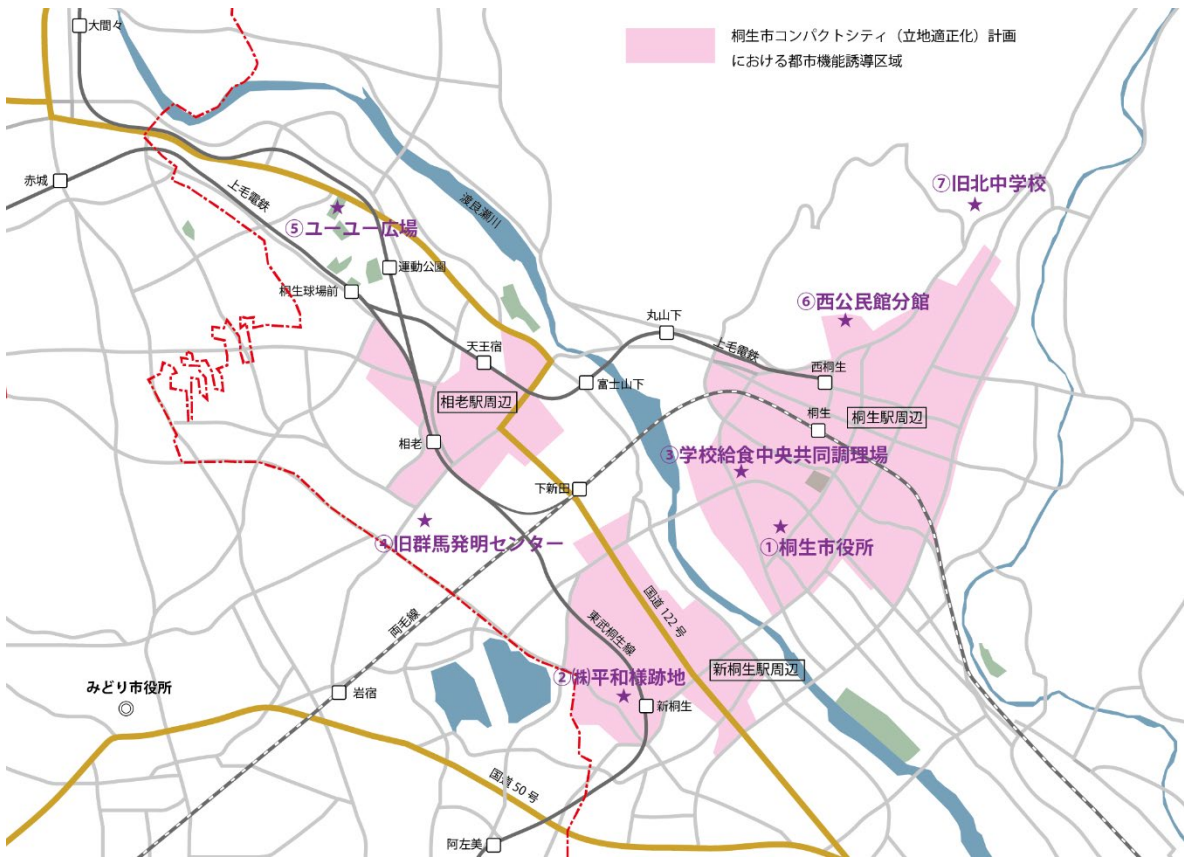 大間々
桐生市コンパクトシティ（立地適正化）計画
における都市機能誘導区域
赤城
上毛電鉄
渡良瀬川
⑦旧北中学校
⑤ユーユー広場
運動公園
桐生球場前
⑥西公民館分館
丸山下
上毛電鉄
天王宿
富士山下
西桐生
相老駅周辺
桐生
桐生駅周辺
相老
③学校給食中央共同調理場
下新田
④旧群馬発明センター
①桐生市役所
両毛線
国道122号
東武桐生線
新桐生駅周辺
②㈱平和様跡地
みどり市役所
岩宿
新桐生
国道50号
阿左美